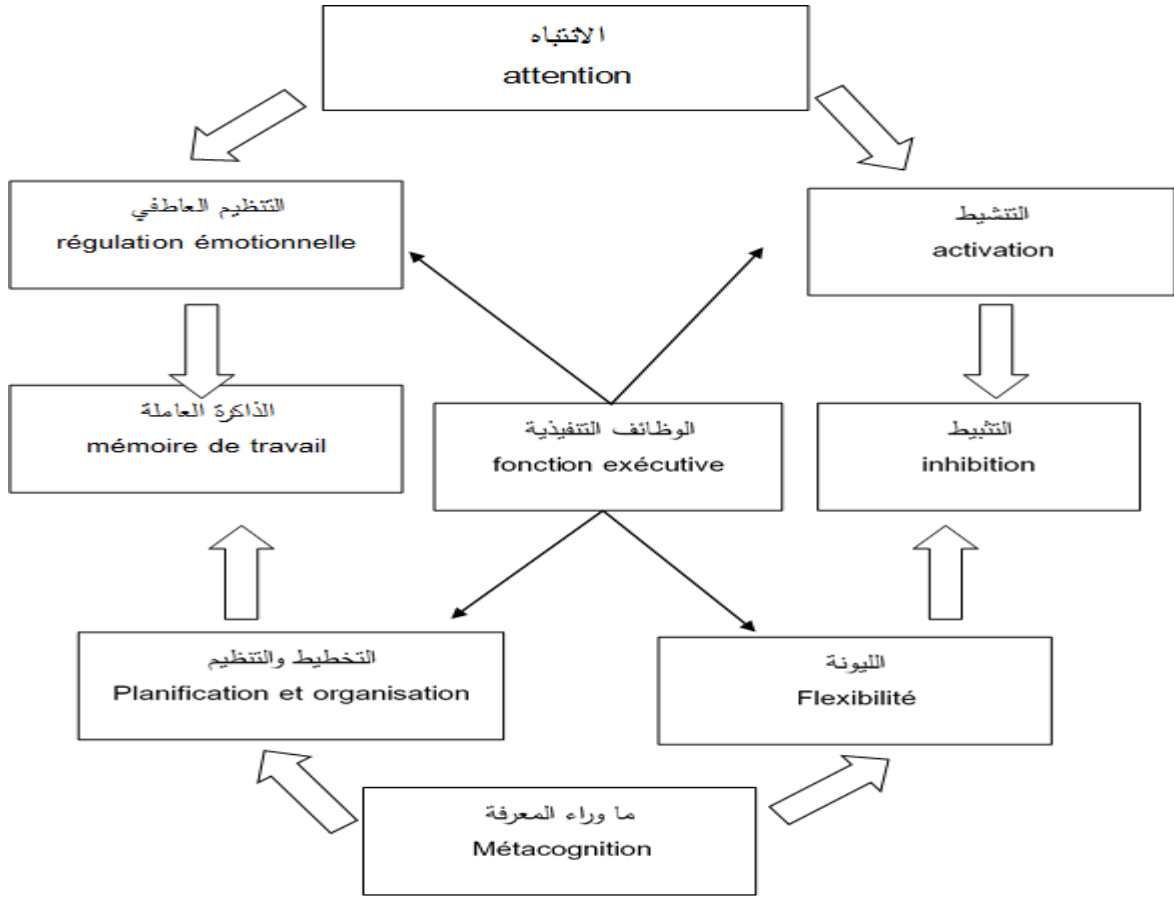 الانتباه
attention
التنظيم العاطفي
régulation émotionnelle
التنشيط
activation
الذاكرة العاملة
mémoire de travail
الوظائف التنفيذية
fonction exécutive
التثبيط
inhibition
التخطيط والتنظيم
Planification et organisation
الليونة
Flexibilité
ما وراء المعرفة
Métacognition